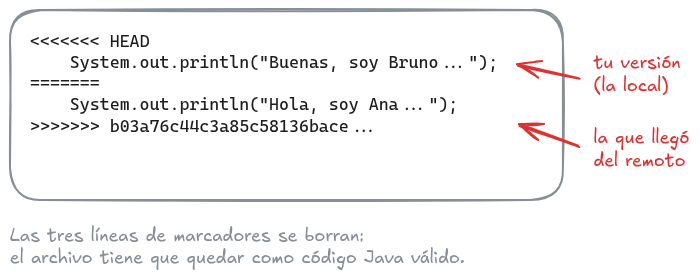 <<<<<<< HEAD
System.out.println("Buenas, soy Bruno...");
=======
System.out.println("Hola, soy Ana...");
>>>>>>> b03a76c44c3a85c58136bace...
tu versión
(la local)
la que llegó
del remoto
Las tres líneas de marcadores se borran:
el archivo tiene que quedar como código Java válido.